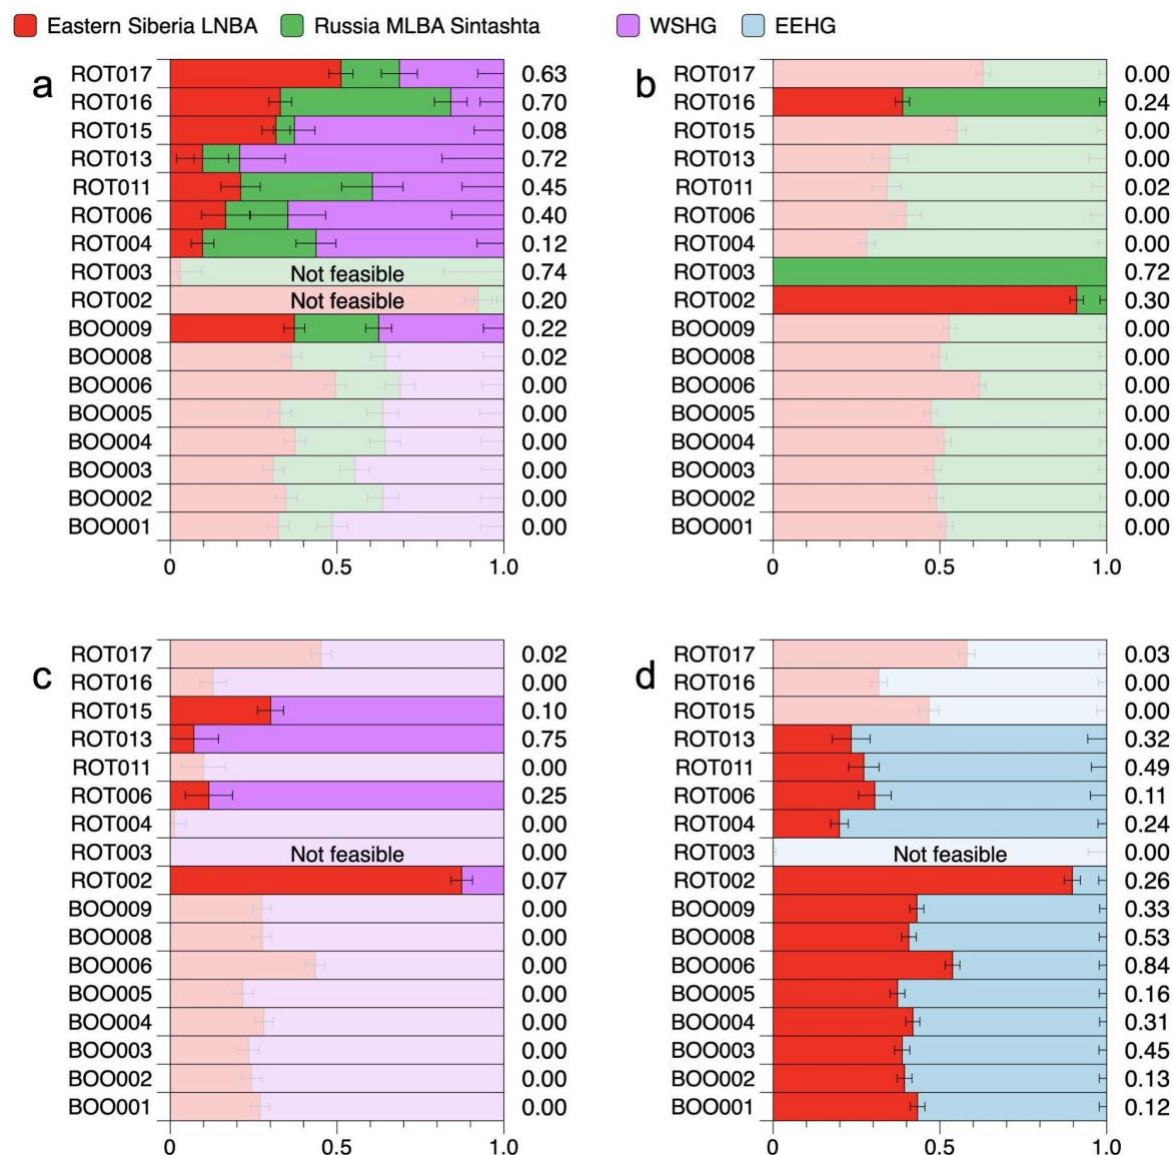 Eastern Siberia LNBA Russia MLBA Sintashta WSHG EEHG
a
ROT017 0.63
ROT016 0.70
ROT015 0.08
ROT013 0.72
ROT011 0.45
ROT006 0.40
ROT004 0.12
ROT003 Not feasible 0.74
ROT002 Not feasible 0.20
BOO009 0.22
BOO008 0.02
BOO006 0.00
BOO005 0.00
BOO004 0.00
BOO003 0.00
BOO002 0.00
BOO001 0.00
0 0.5 1.0
b
ROT017 0.00
ROT016 0.24
ROT015 0.00
ROT013 0.00
ROT011 0.02
ROT006 0.00
ROT004 0.00
ROT003 0.72
ROT002 0.30
BOO009 0.00
BOO008 0.00
BOO006 0.00
BOO005 0.00
BOO004 0.00
BOO003 0.00
BOO002 0.00
BOO001 0.00
0 0.5 1.0
c
ROT017 0.02
ROT016 0.00
ROT015 0.10
ROT013 0.75
ROT011 0.00
ROT006 0.25
ROT004 0.00
ROT003 Not feasible 0.00
ROT002 0.07
BOO009 0.00
BOO008 0.00
BOO006 0.00
BOO005 0.00
BOO004 0.00
BOO003 0.00
BOO002 0.00
BOO001 0.00
0 0.5 1.0
d
ROT017 0.03
ROT016 0.00
ROT015 0.00
ROT013 0.32
ROT011 0.49
ROT006 0.11
ROT004 0.24
ROT003 Not feasible 0.00
ROT002 0.26
BOO009 0.33
BOO008 0.53
BOO006 0.84
BOO005 0.16
BOO004 0.31
BOO003 0.45
BOO002 0.13
BOO001 0.12
0 0.5 1.0